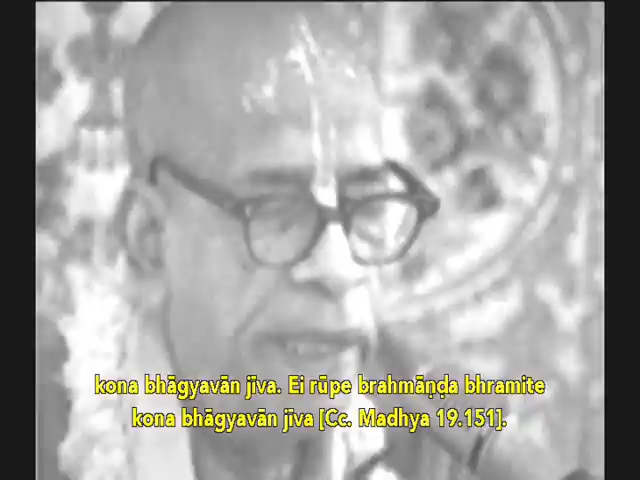 kona bhāgyavān jīva. Ei rūpe brahmāṇḍa bhramite
kona bhāgyavān jīva [Cc. Madhya 19.151].